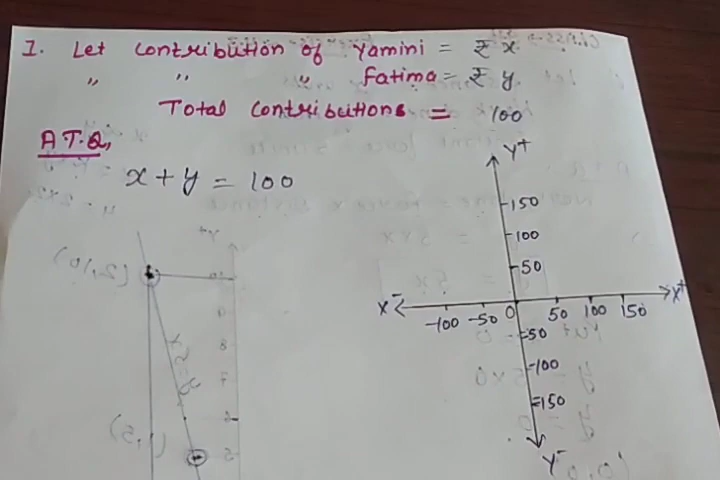 1. Let contribution of Yamini = ₹ x
" " " Fatima = ₹ y
Total contributions = 100
A.T.Q,
x + y = 100
Y+
150
100
50
X- -100 -50 0 50 100 150 X+
-50
-100
-150
Y-